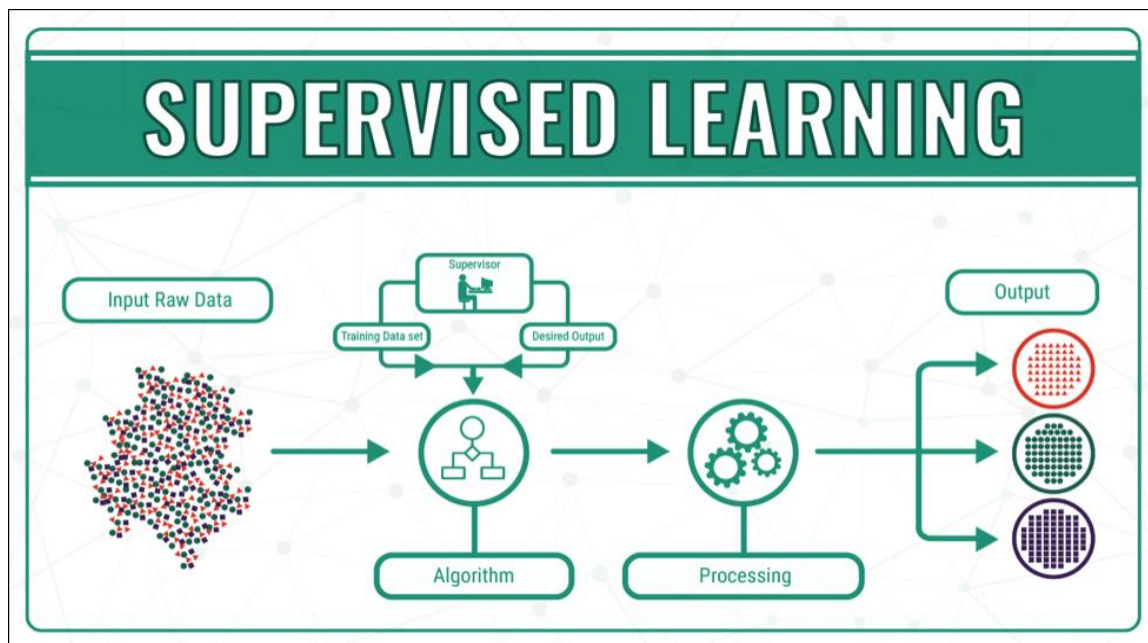 SUPERVISED LEARNING
Input Raw Data
Supervisor
Training Data set
Desired Output
Algorithm
Processing
Output